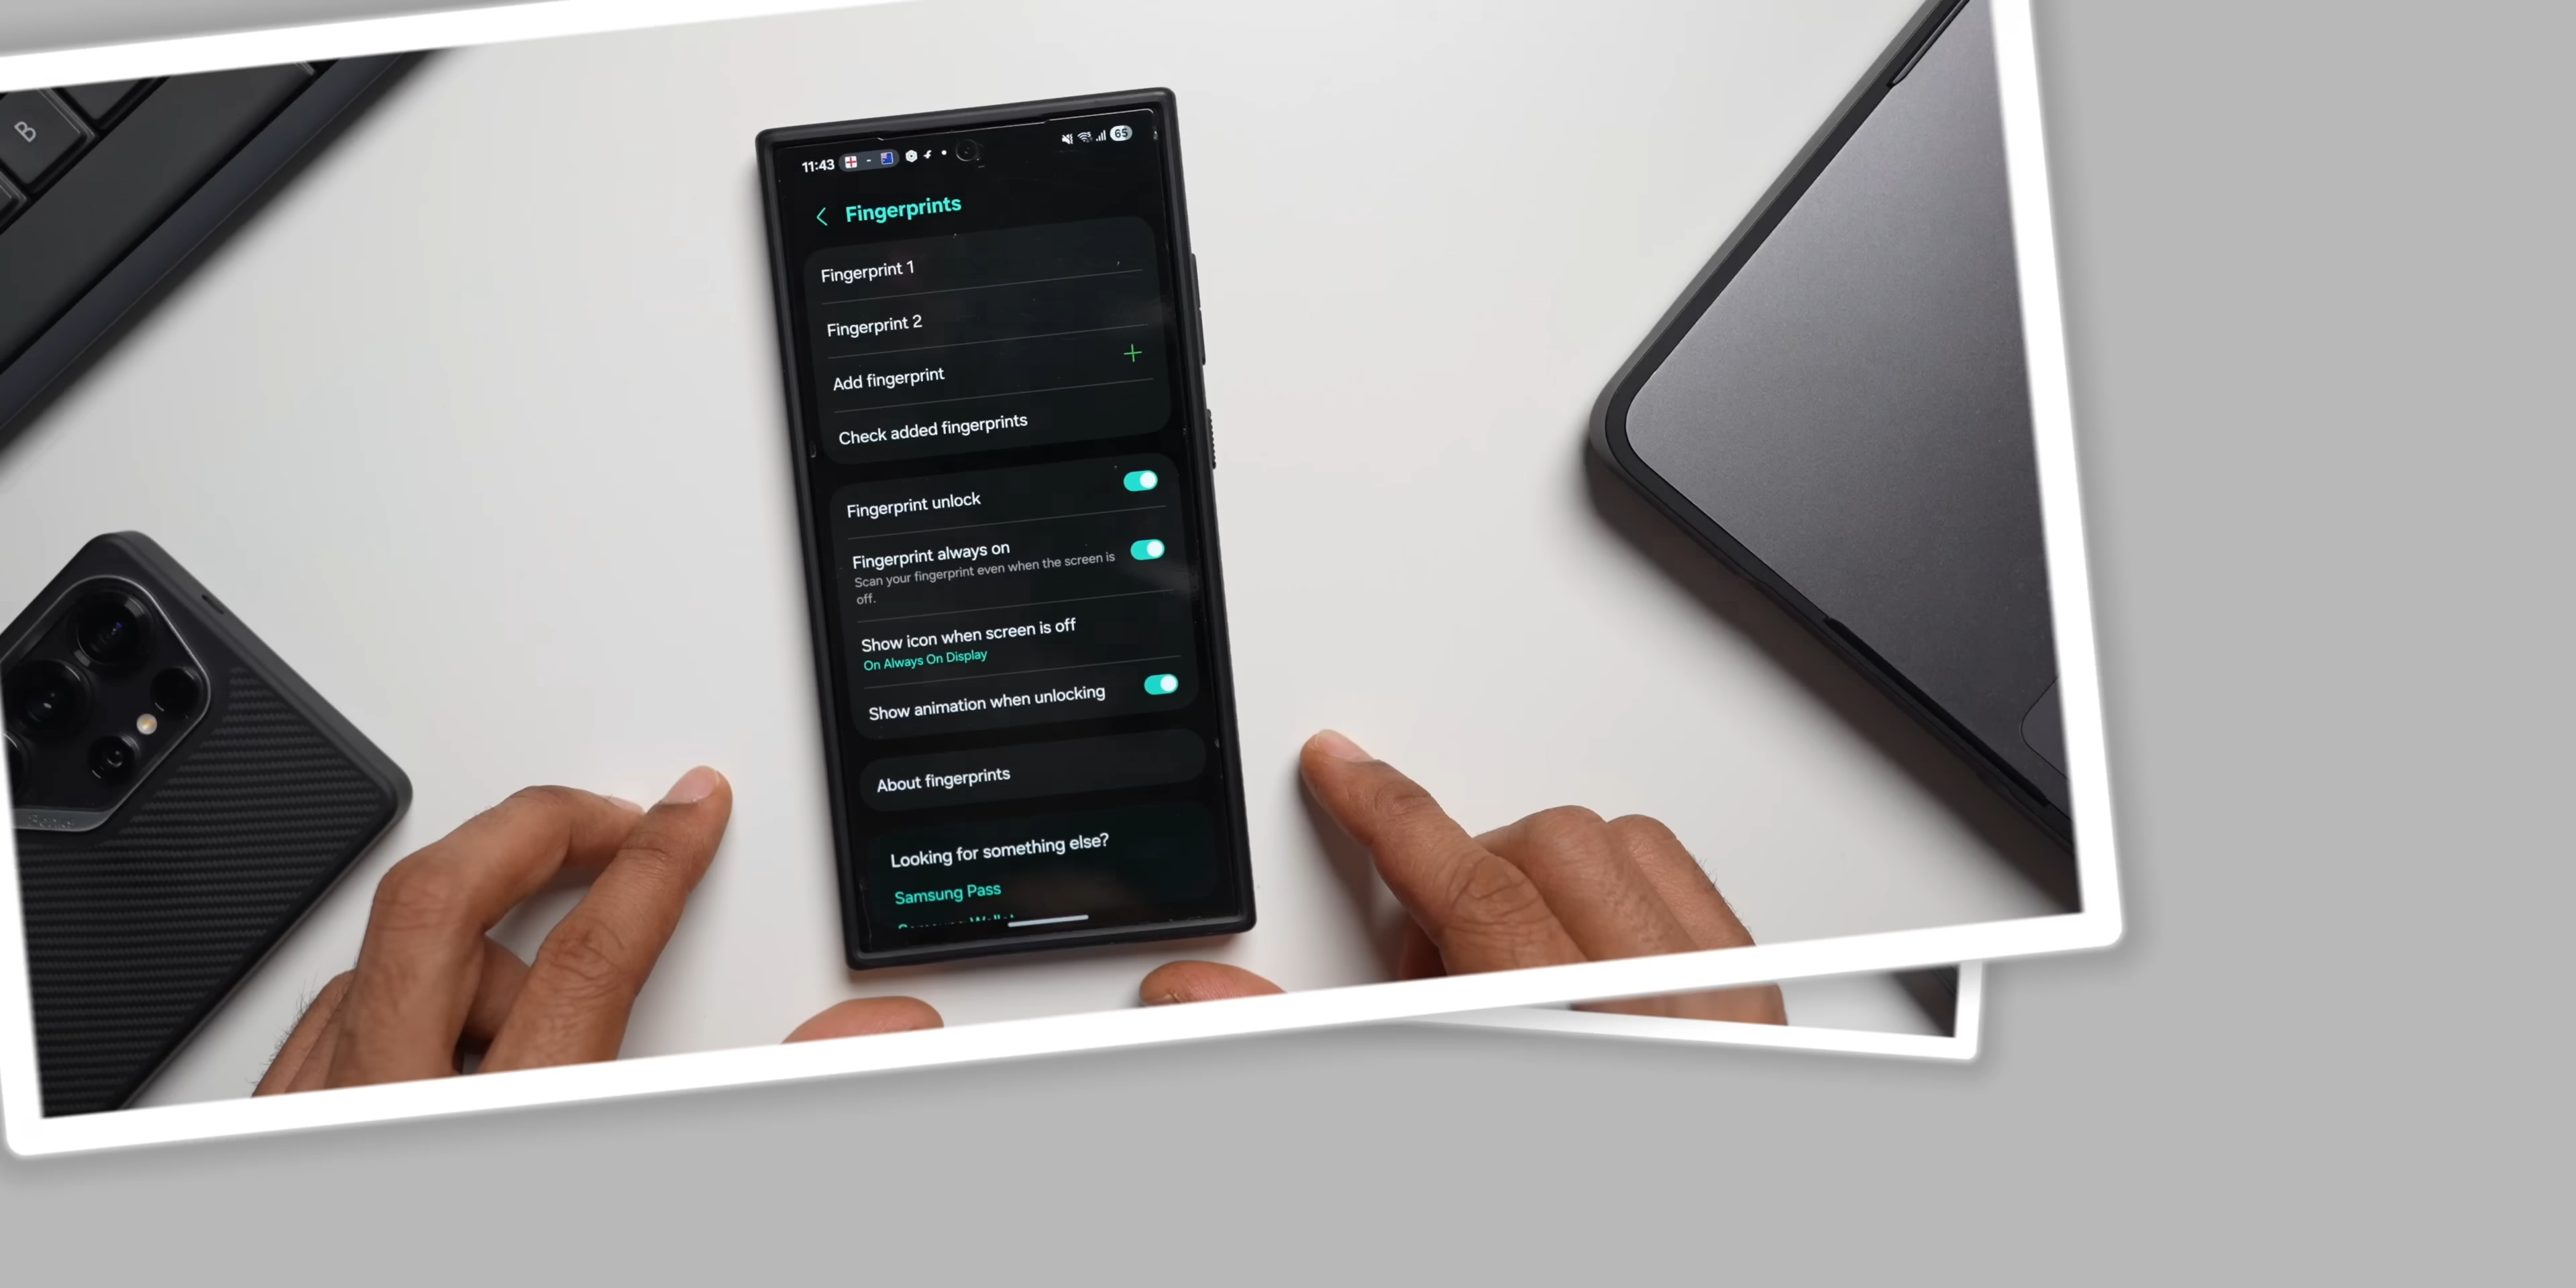 B
11:43
65
Fingerprints
Fingerprint 1
Fingerprint 2
Add fingerprint
Check added fingerprints
Fingerprint unlock
Fingerprint always on
Scan your fingerprint even when the screen is
off.
Show icon when screen is off
On Always On Display
Show animation when unlocking
About fingerprints
Looking for something else?
Samsung Pass